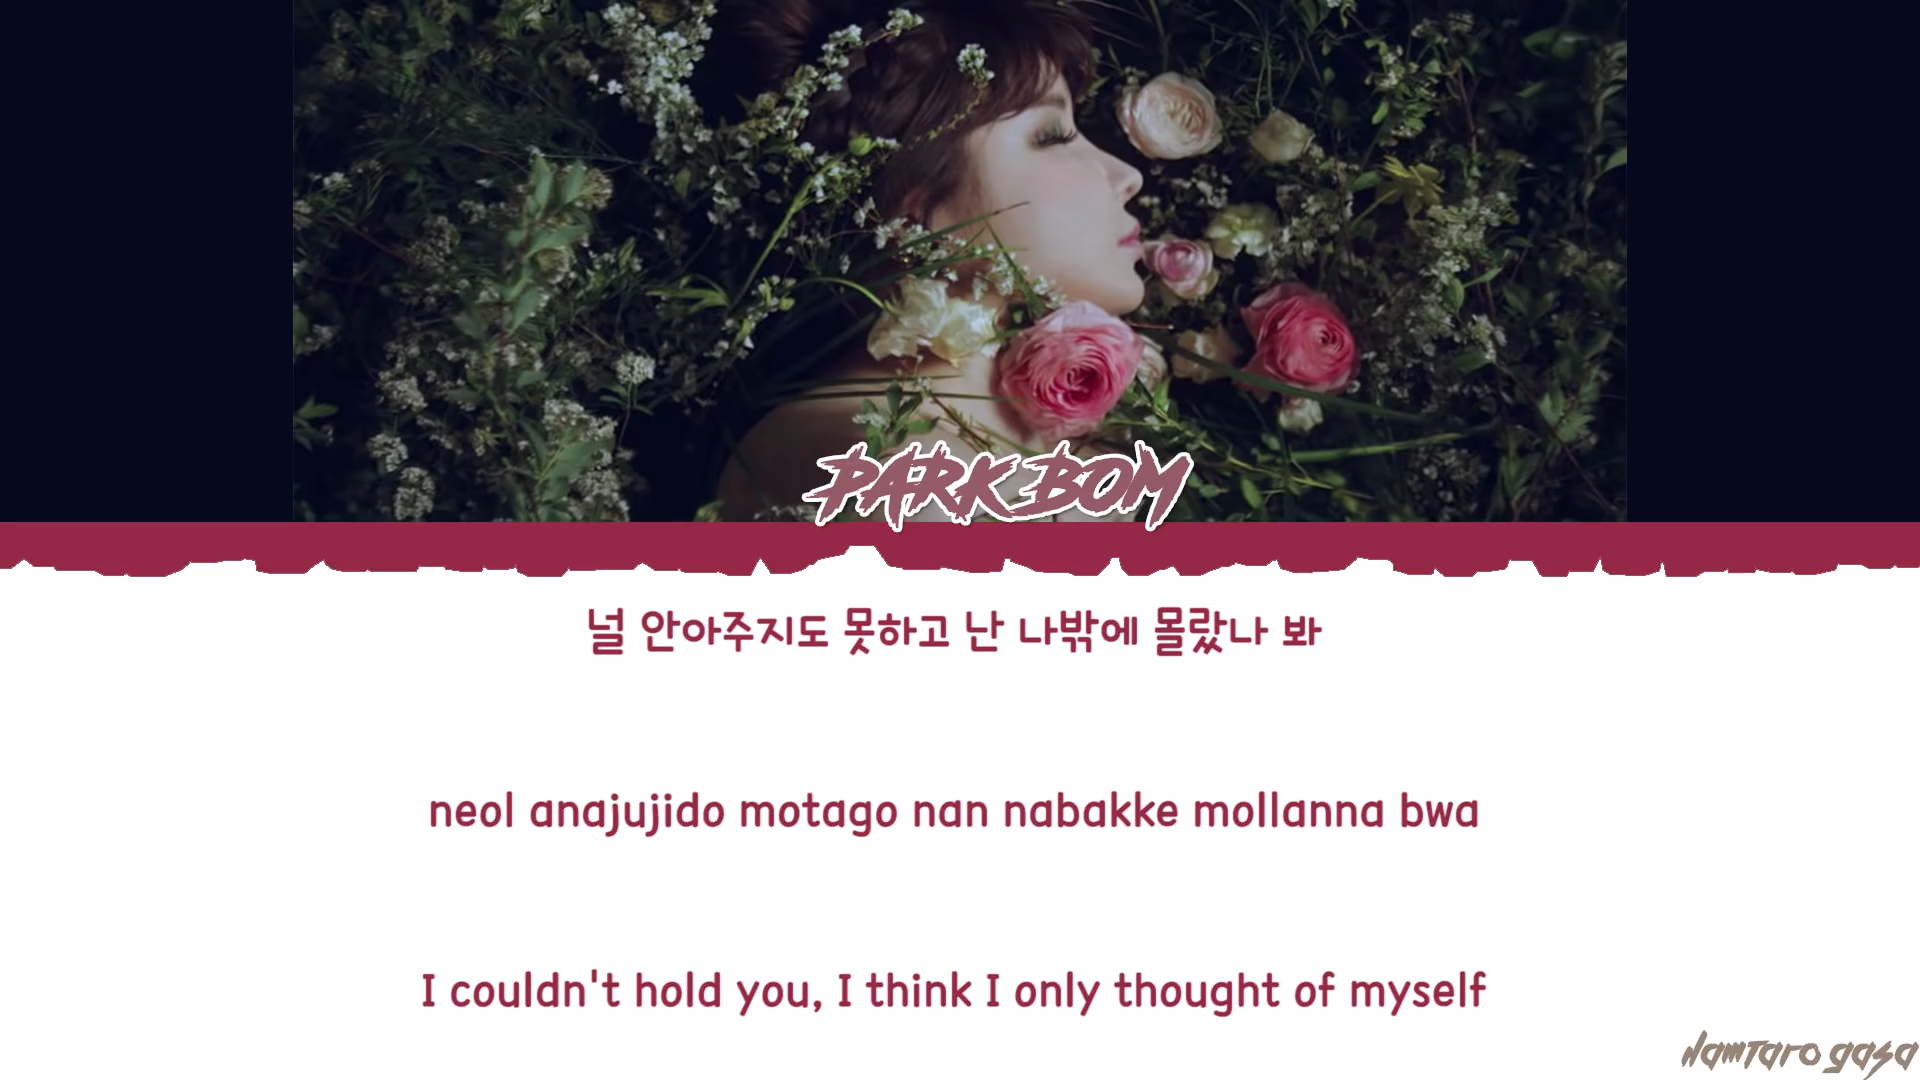 PARK BOM
널 안아주지도 못하고 난 나밖에 몰랐나 봐
neol anajujido motago nan nabakke mollanna bwa
I couldn't hold you, I think I only thought of myself
Namtaro gasa